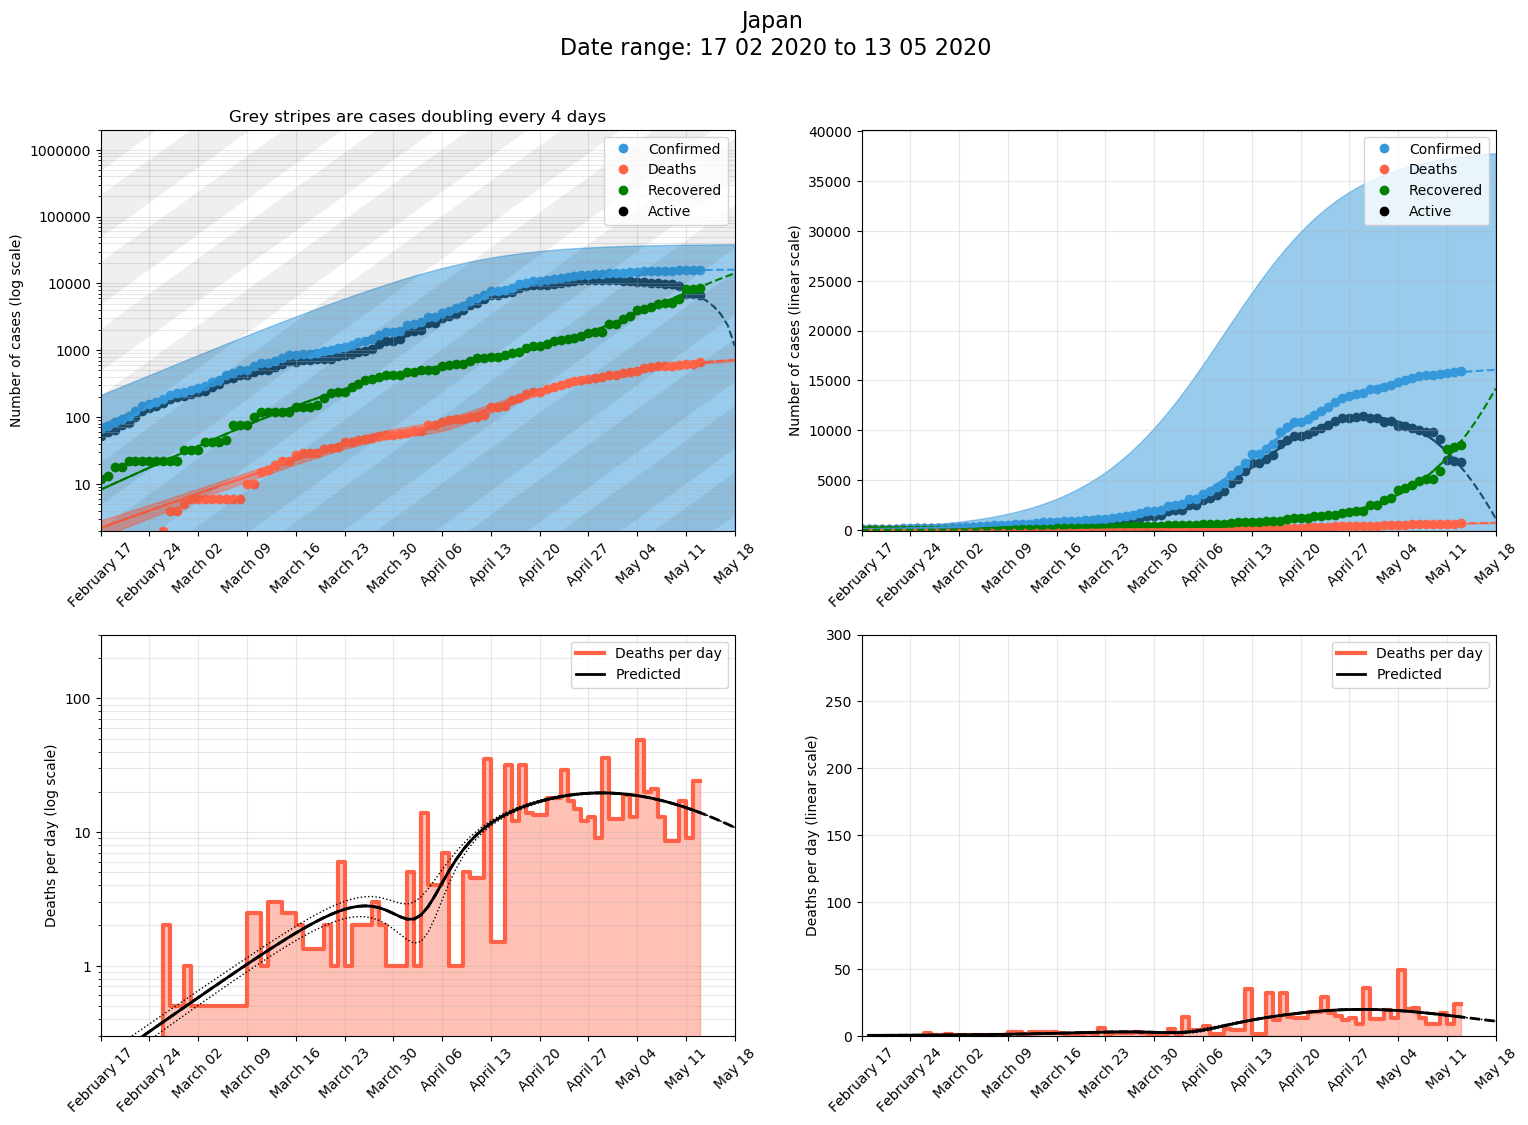 Japan
Date range: 17 02 2020 to 13 05 2020
Grey stripes are cases doubling every 4 days
Number of cases (log scale)
1000000
100000
10000
1000
100
10
Confirmed
Deaths
Recovered
Active
February 17
February 24
March 02
March 09
March 16
March 23
March 30
April 06
April 13
April 20
April 27
May 04
May 11
May 18
Number of cases (linear scale)
40000
35000
30000
25000
20000
15000
10000
5000
0
Confirmed
Deaths
Recovered
Active
February 17
February 24
March 02
March 09
March 16
March 23
March 30
April 06
April 13
April 20
April 27
May 04
May 11
May 18
Deaths per day (log scale)
100
10
1
Deaths per day
Predicted
February 17
February 24
March 02
March 09
March 16
March 23
March 30
April 06
April 13
April 20
April 27
May 04
May 11
May 18
Deaths per day (linear scale)
300
250
200
150
100
50
0
Deaths per day
Predicted
February 17
February 24
March 02
March 09
March 16
March 23
March 30
April 06
April 13
April 20
April 27
May 04
May 11
May 18